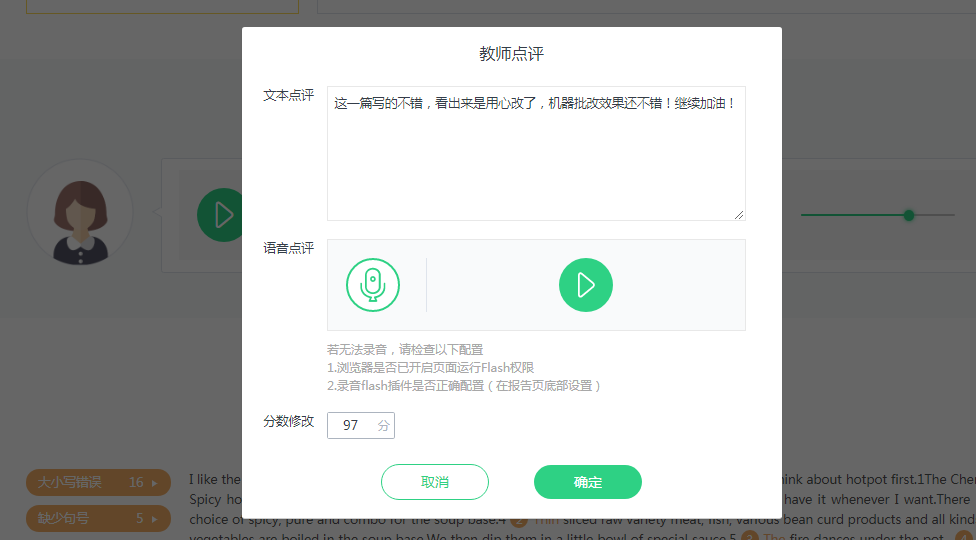 教师点评
文本点评
这一篇写的不错，看出来是用心改了，机器批改效果还不错！继续加油！
语音点评
若无法录音，请检查以下配置
1.浏览器是否已开启页面运行Flash权限
2.录音flash插件是否正确配置（在报告页底部设置）
分数修改 97 分
取消 确定
大小写错误 16
缺少句号 5
I like the
think about hotpot first.1The Cher
Spicy ho
have it whenever I want.There
choice of spicy, pure and combo for the soup base.4 2 Thin sliced raw variety meat, fish, various bean curd products and all kind
vegetables are boiled in the soup base.We then dip them in a little bowl of special sauce.5 3 The fire dances under the pot, 4